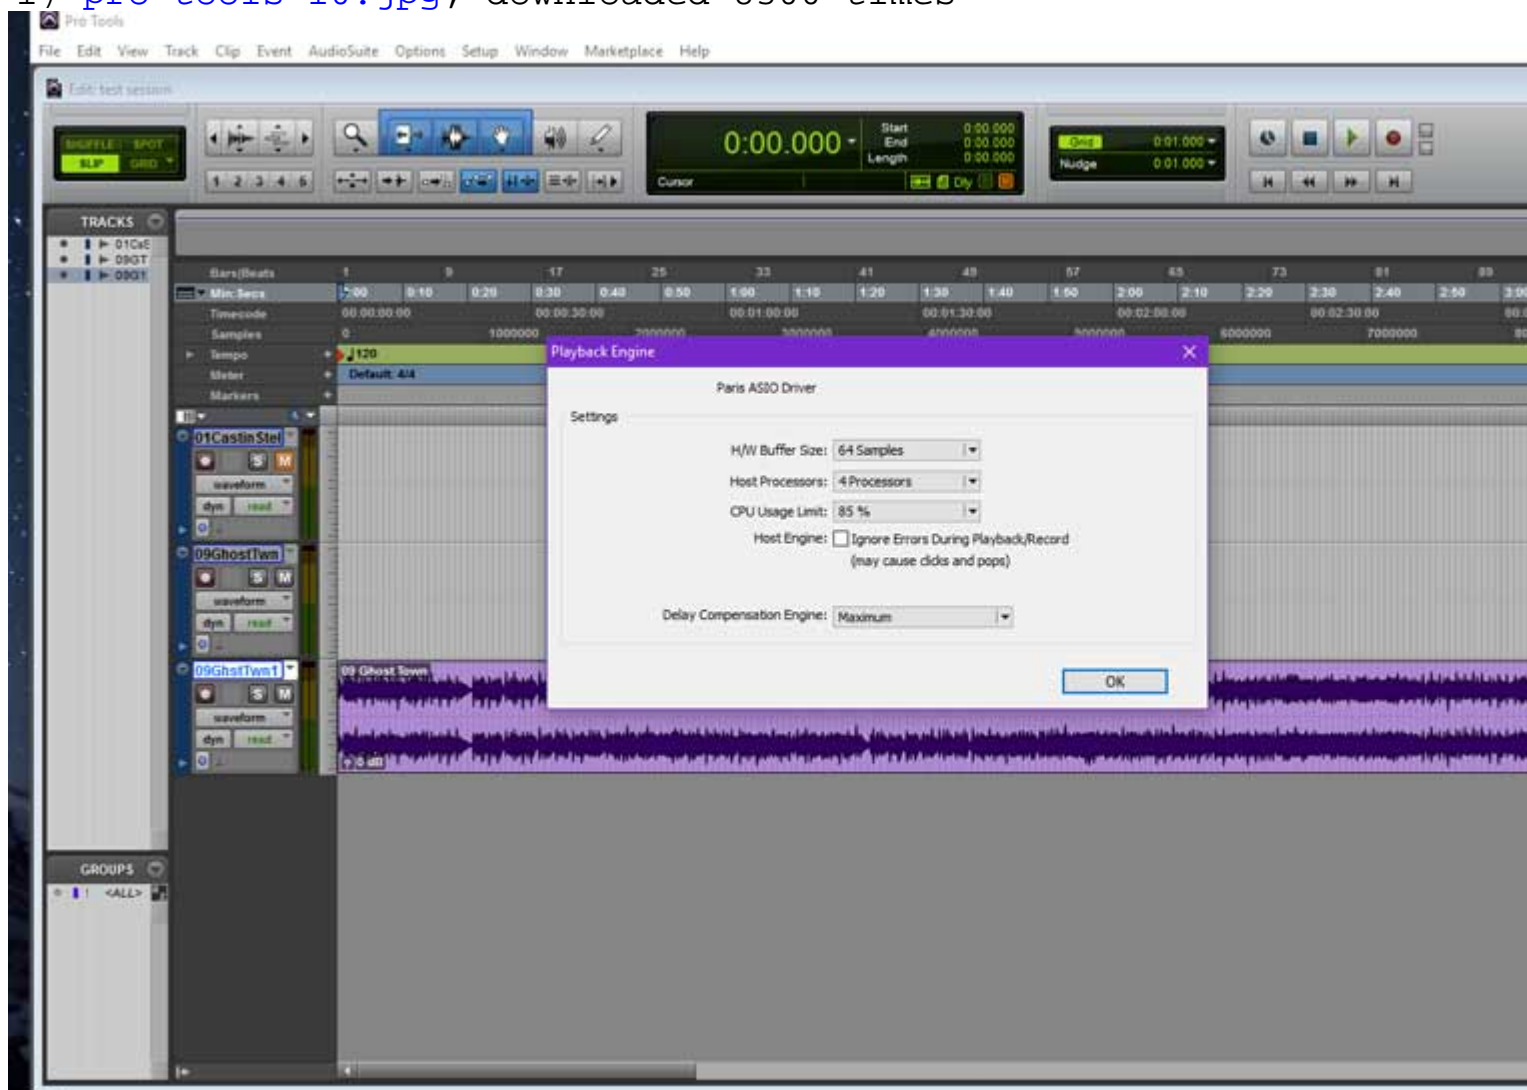 Pro Tools
File Edit View Track Clip Event AudioSuite Options Setup Window Marketplace Help
Edit: test session
SHUFFLE SPOT
SLIP GRID
1 2 3 4 5
0:00.000
Start 0:00.000
End 0:00.000
Length 0:00.000
Cursor
Dly
Grid 0:01.000
Nudge 0:01.000
TRACKS
09GT
Bars|Beats 1 9 17 25 33 41 49 57 65 73 81 89
Min:Secs 0:00 0:10 0:20 0:30 0:40 0:50 1:00 1:10 1:20 1:30 1:40 1:50 2:00 2:10 2:20 2:30 2:40 2:50
Timecode 00:00:00:00 00:00:30:00 00:01:00:00 00:01:30:00 00:02:00:00 00:02:30:00
Samples 0 1000000 2000000 3000000 4000000 5000000 6000000 7000000
Tempo 120
Meter Default: 4/4
Markers
Playback Engine
Paris ASIO Driver
Settings
H/W Buffer Size: 64 Samples
Host Processors: 4 Processors
CPU Usage Limit: 85 %
Host Engine: Ignore Errors During Playback/Record
(may cause clicks and pops)
Delay Compensation Engine: Maximum
OK
01CastinStel
S M
waveform
dyn read
09GhostTwn
S M
waveform
dyn read
09GhstTwn1
S M
waveform
dyn read
09 Ghost Town
0 dB
GROUPS
! <ALL>